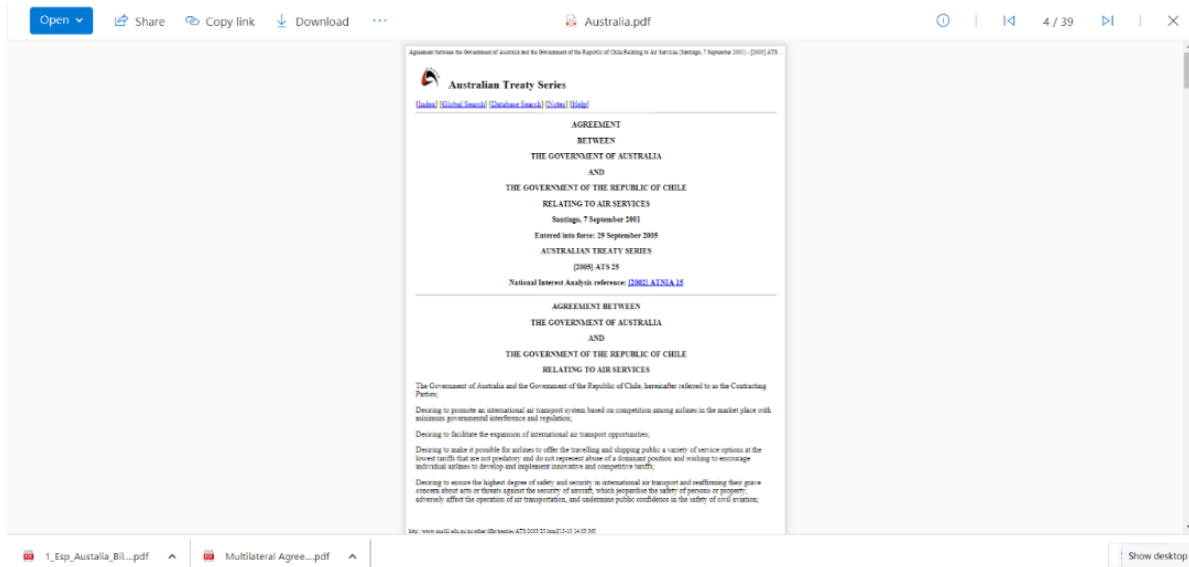 Open
Share
Copy link
Download
...
Australia.pdf
4 / 39
Agreement between the Government of Australia and the Government of the Republic of Chile Relating to Air Services (Santiago, 7 September 2001) - [2005] ATS ...
Australian Treaty Series
[Index] [Global Search] [Database Search] [Notes] [Help]
AGREEMENT
BETWEEN
THE GOVERNMENT OF AUSTRALIA
AND
THE GOVERNMENT OF THE REPUBLIC OF CHILE
RELATING TO AIR SERVICES
Santiago, 7 September 2001
Entered into force: 29 September 2005
AUSTRALIAN TREATY SERIES
[2005] ATS 25
National Interest Analysis reference: [2002] ATNIA 15
AGREEMENT BETWEEN
THE GOVERNMENT OF AUSTRALIA
AND
THE GOVERNMENT OF THE REPUBLIC OF CHILE
RELATING TO AIR SERVICES
The Government of Australia and the Government of the Republic of Chile, hereinafter referred to as the Contracting
Parties;
Desiring to promote an international air transport system based on competition among airlines in the market place with
minimum governmental interference and regulation;
Desiring to facilitate the expansion of international air transport opportunities;
Desiring to make it possible for airlines to offer the travelling and shipping public a variety of service options at the
lowest tariffs that are not predatory and do not represent abuse of a dominant position and wishing to encourage
individual airlines to develop and implement innovative and competitive tariffs;
Desiring to ensure the highest degree of safety and security in international air transport and reaffirming their grave
concern about acts or threats against the security of aircraft, which jeopardise the safety of persons or property,
adversely affect the operation of air transportation, and undermine public confidence in the safety of civil aviation;
1_Esp_Austalia_Bil....pdf
Multilateral Agree....pdf
Show desktop